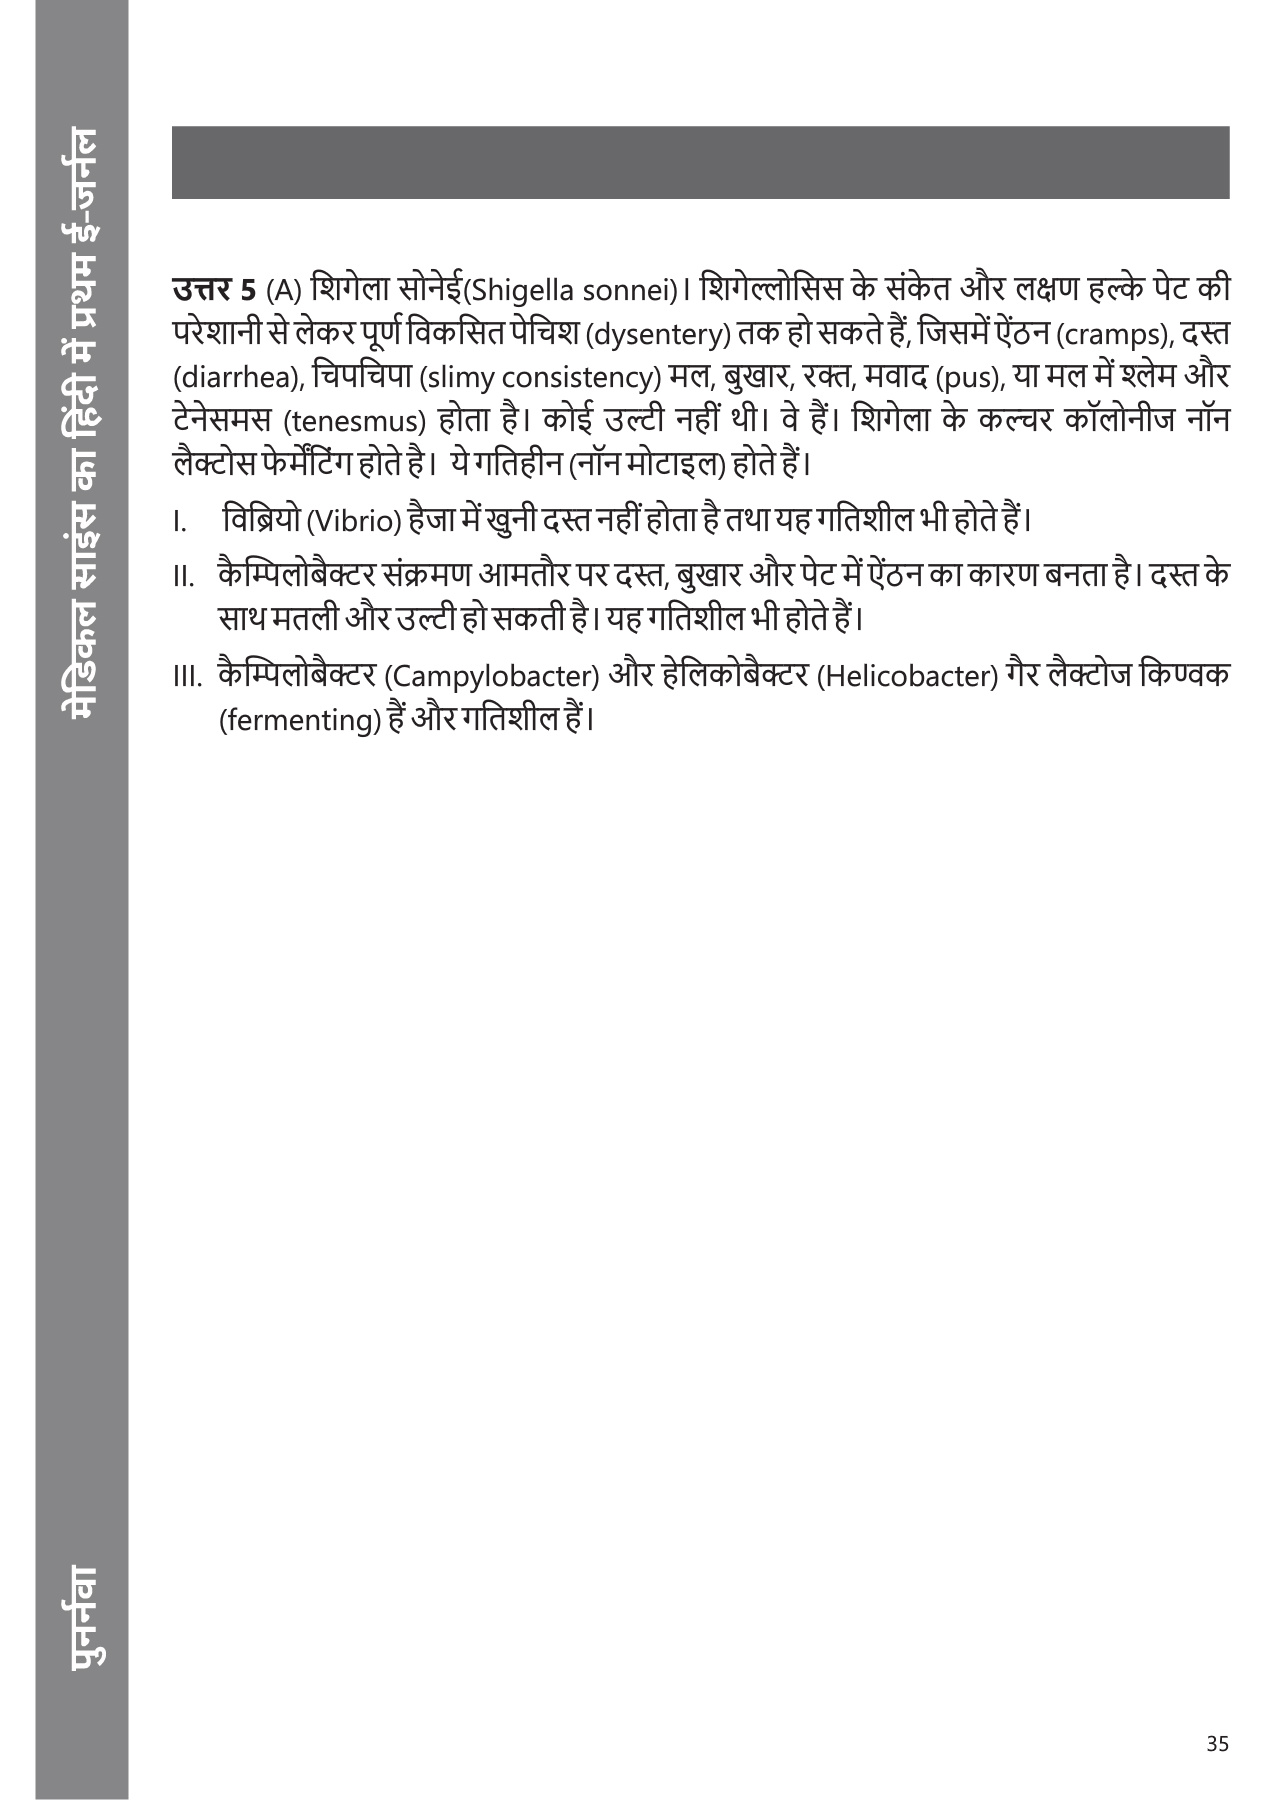 मेडिकल साइंस का हिंदी में प्रथम ई-जर्नल
पुनर्नवा
उत्तर 5 (A) शिगेला सोनेई(Shigella sonnei)। शिगेल्लोसिस के संकेत और लक्षण हल्के पेट की
परेशानी से लेकर पूर्ण विकसित पेचिश (dysentery) तक हो सकते हैं, जिसमें ऐंठन (cramps), दस्त
(diarrhea), चिपचिपा (slimy consistency) मल, बुखार, रक्त, मवाद (pus), या मल में श्लेम और
टेनेसमस (tenesmus) होता है। कोई उल्टी नहीं थी। वे हैं। शिगेला के कल्चर कॉलोनीज नॉन
लैक्टोस फेर्मेंटिंग होते है। ये गतिहीन (नॉन मोटाइल) होते हैं।
I. विब्रियो (Vibrio) हैजा में खुनी दस्त नहीं होता है तथा यह गतिशील भी होते हैं।
II. कैम्पिलोबैक्टर संक्रमण आमतौर पर दस्त, बुखार और पेट में ऐंठन का कारण बनता है। दस्त के
साथ मतली और उल्टी हो सकती है। यह गतिशील भी होते हैं।
III. कैम्पिलोबैक्टर (Campylobacter) और हेलिकोबैक्टर (Helicobacter) गैर लैक्टोज किण्वक
(fermenting) हैं और गतिशील हैं।
35